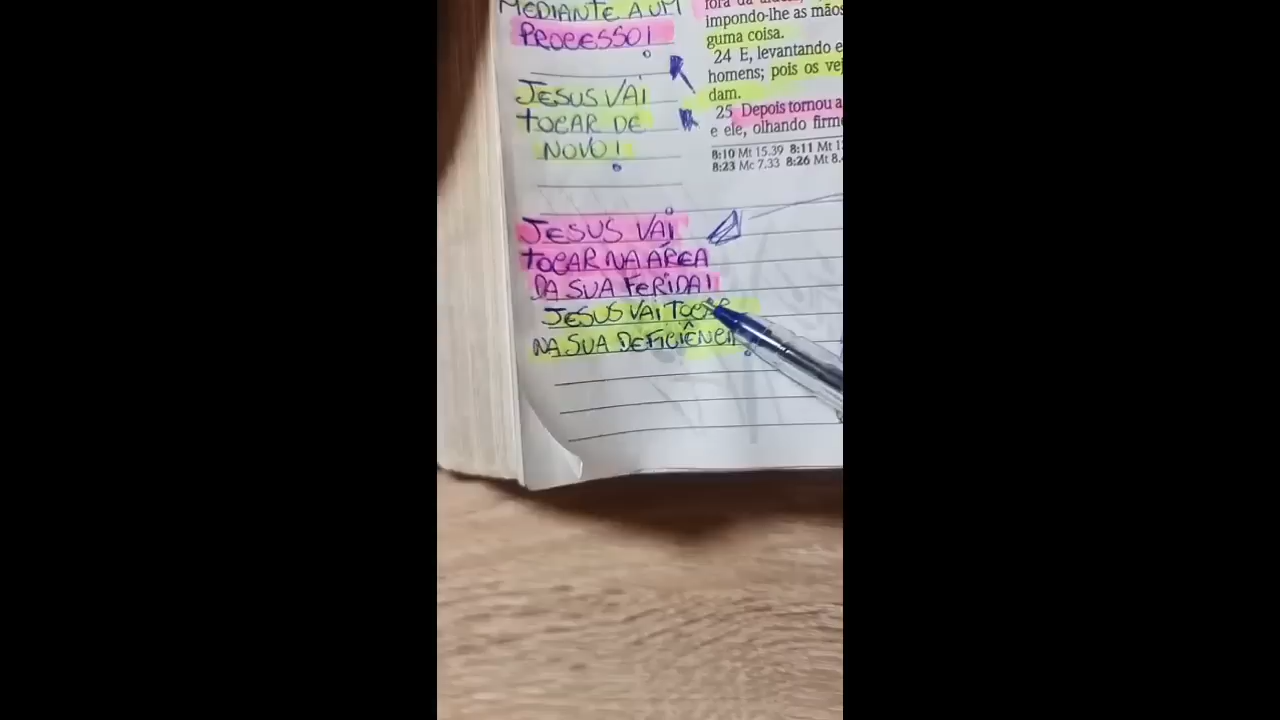 MEDIANTE A UM
PROCESSO!
JESUS VAI
TOCAR DE
NOVO!
JESUS VAI
TOCAR NA ÁREA
DA SUA FERIDA!
JESUS VAI TOCAR
NA SUA DEFICIÊNCIA
impondo-lhe as mãos
guma coisa.
24 E, levantando e
homens; pois os vej
dam.
25 Depois tornou a
e ele, olhando firme
8:10 Mt 15.39 8:11 Mt 1
8:23 Mc 7.33 8:26 Mt 8.